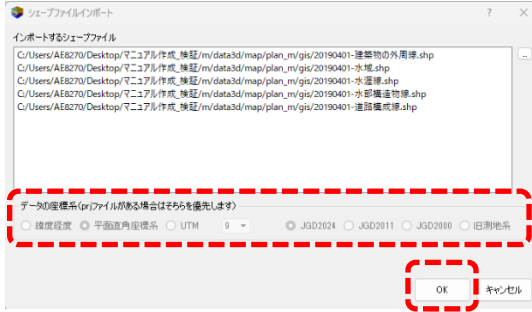 シェープファイルインポート ? ×
インポートするシェープファイル
C:/Users/AE8270/Desktop/マニュアル作成_検証/m/data3d/map/plan_m/gis/20190401-建築物の外周線.shp ...
C:/Users/AE8270/Desktop/マニュアル作成_検証/m/data3d/map/plan_m/gis/20190401-水域.shp
C:/Users/AE8270/Desktop/マニュアル作成_検証/m/data3d/map/plan_m/gis/20190401-水涯線.shp
C:/Users/AE8270/Desktop/マニュアル作成_検証/m/data3d/map/plan_m/gis/20190401-水部構造物線.shp
C:/Users/AE8270/Desktop/マニュアル作成_検証/m/data3d/map/plan_m/gis/20190401-道路構成線.shp
データの座標系(prjファイルがある場合はそちらを優先します)
緯度経度 平面直角座標系 UTM 9 JGD2024 JGD2011 JGD2000 旧測地系
OK キャンセル